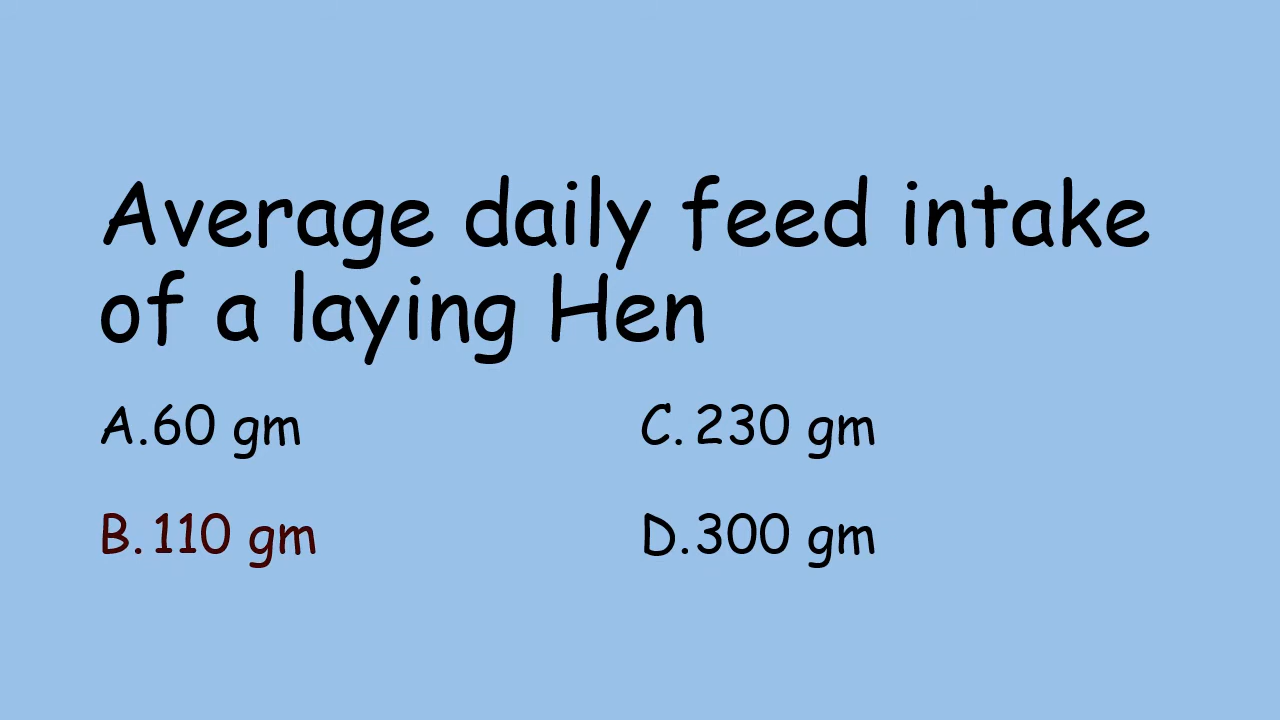 Average daily feed intake
of a laying Hen
A.60 gm
B. 110 gm
C. 230 gm
D.300 gm